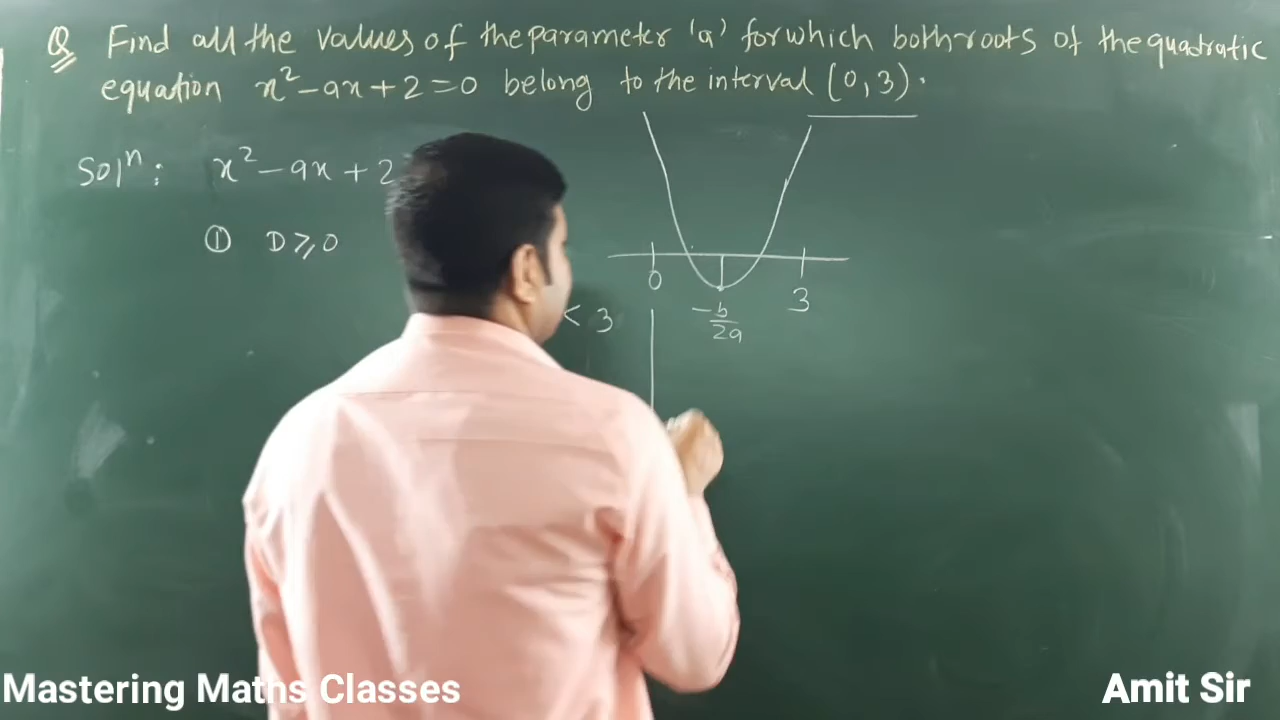 Q Find all the values of the parameter 'a' for which both roots of the quadratic
equation x²-ax+2=0 belong to the interval (0,3).
Solⁿ: x²-ax+2
① D≥0
< 3
0
-b/2a
3
Mastering Maths Classes
Amit Sir